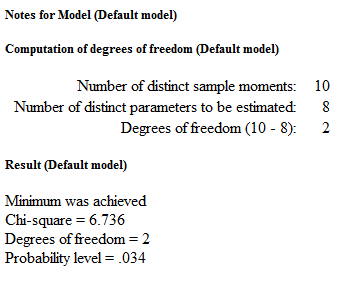 Notes for Model (Default model)
Computation of degrees of freedom (Default model)
Number of distinct sample moments: 10
Number of distinct parameters to be estimated: 8
Degrees of freedom (10 - 8): 2
Result (Default model)
Minimum was achieved
Chi-square = 6.736
Degrees of freedom = 2
Probability level = .034